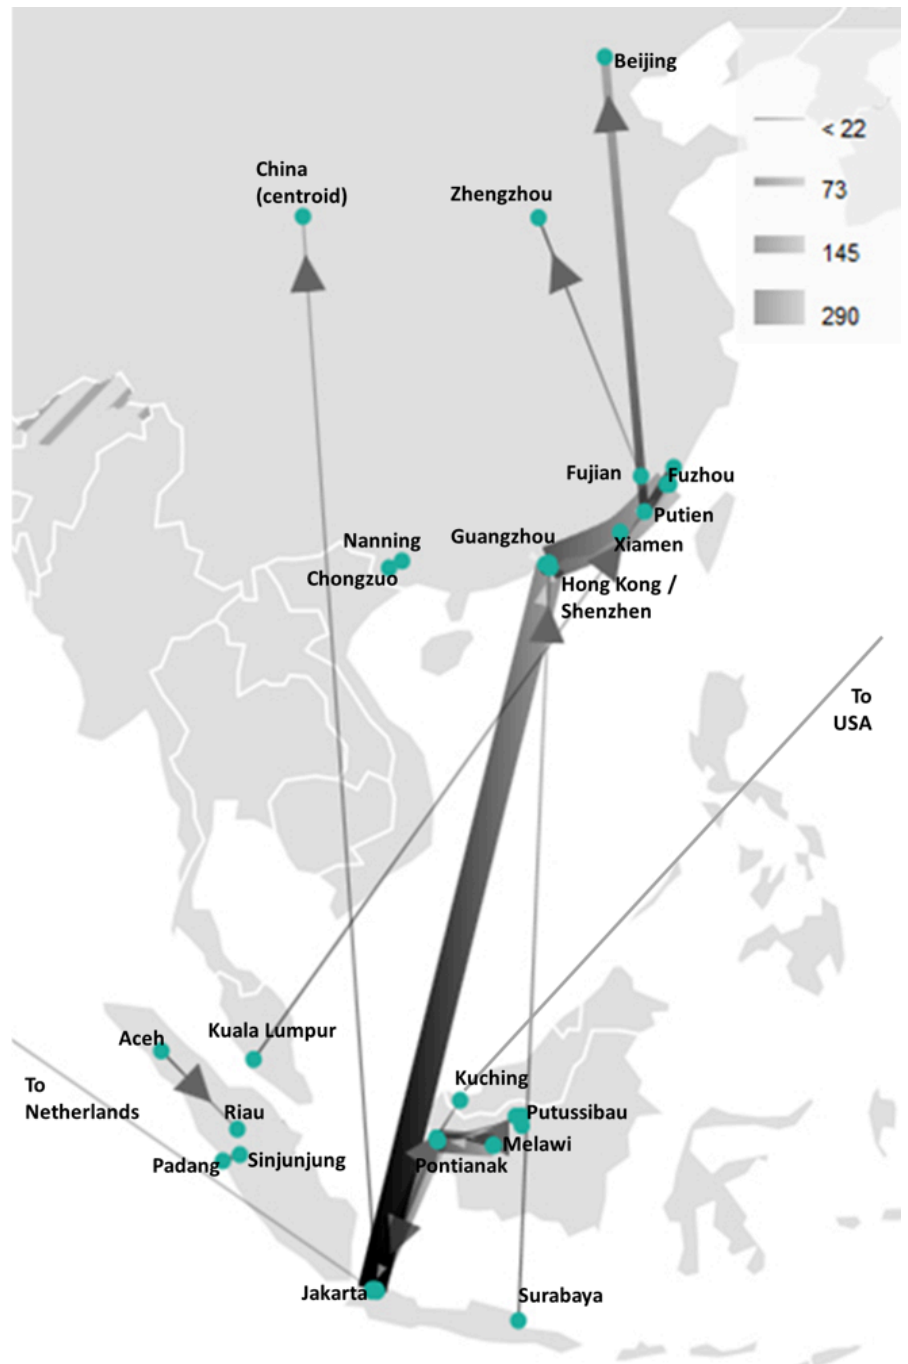 Beijing
< 22
China
(centroid)
Zhengzhou
73
145
290
Fujian
Fuzhou
Putien
Guangzhou
Xiamen
Nanning
Chongzuo
Hong Kong /
Shenzhen
To
USA
Aceh
Kuala Lumpur
To
Netherlands
Kuching
Riau
Putussibau
Melawi
Padang
Sinjunjung
Pontianak
Jakarta
Surabaya